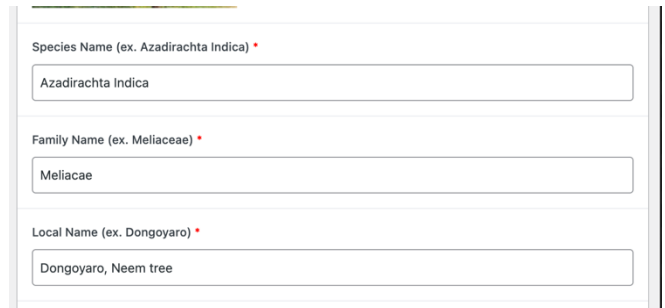 Species Name (ex. Azadirachta Indica) *
Azadirachta Indica
Family Name (ex. Meliaceae) *
Meliacae
Local Name (ex. Dongoyaro) *
Dongoyaro, Neem tree